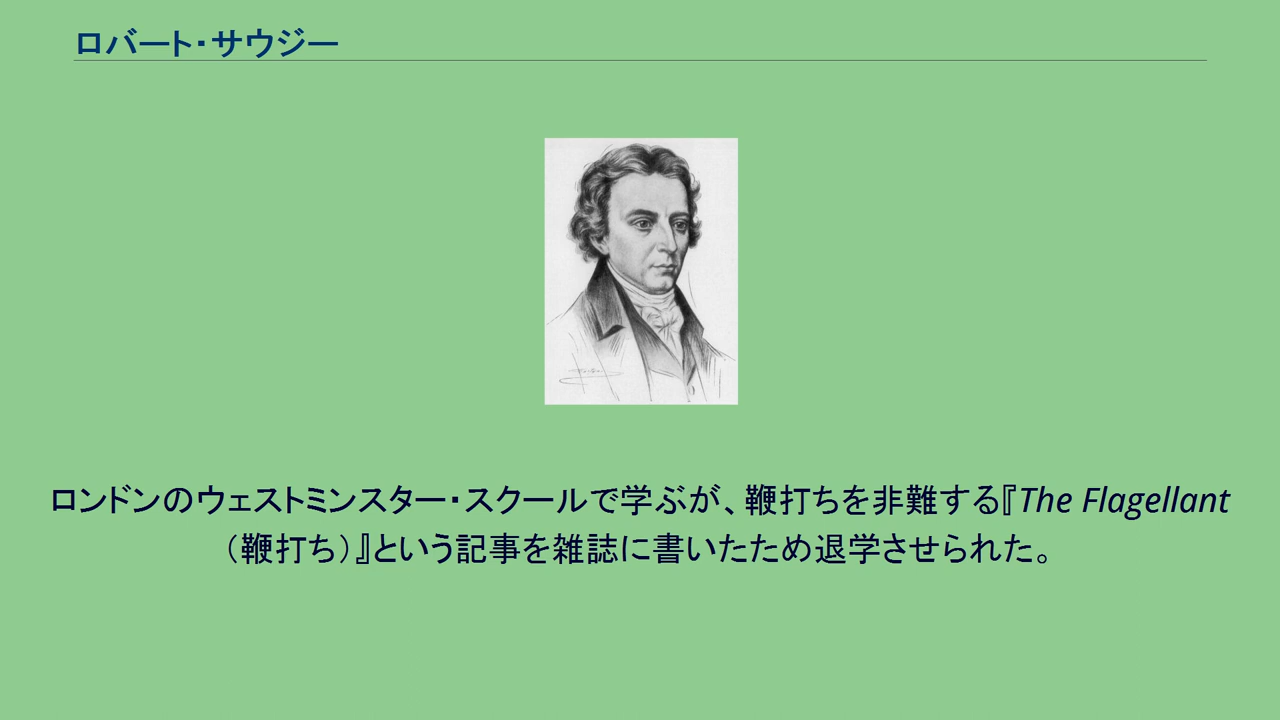 ロバート・サウジー
ロンドンのウェストミンスター・スクールで学ぶが、鞭打ちを非難する『The Flagellant
（鞭打ち）』という記事を雑誌に書いたため退学させられた。